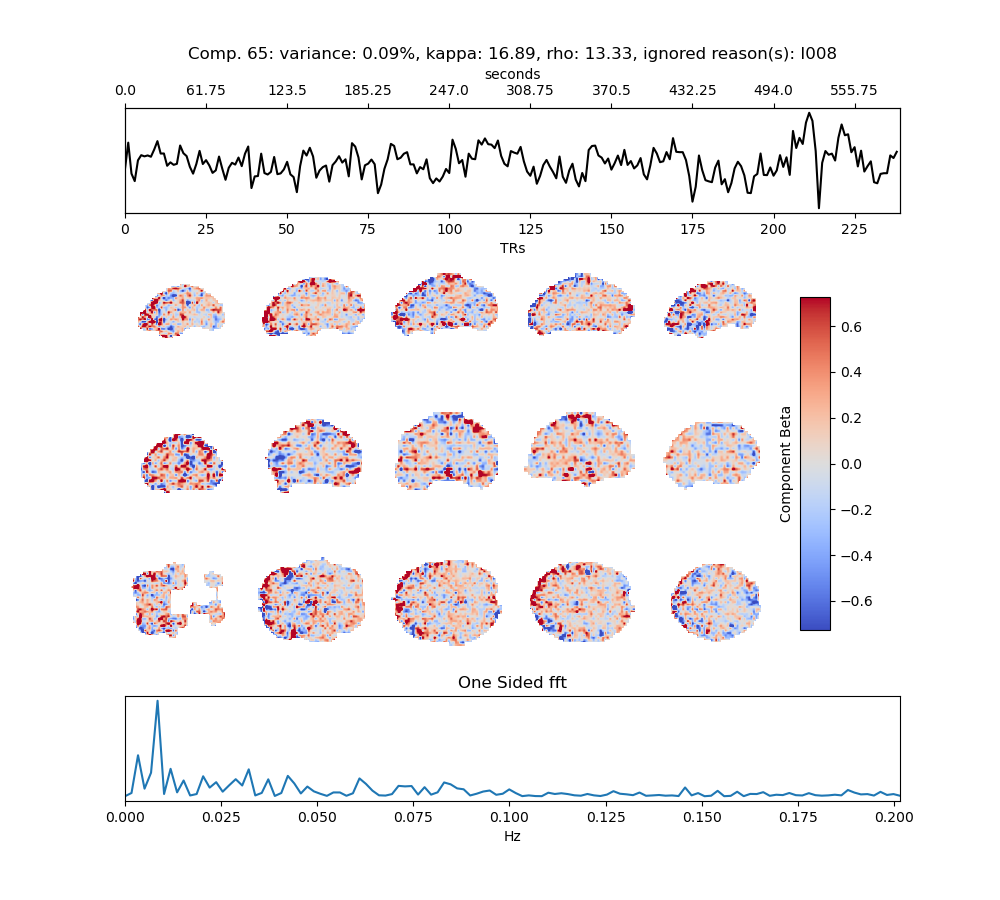 Comp. 65: variance: 0.09%, kappa: 16.89, rho: 13.33, ignored reason(s): I008
seconds
0.0 61.75 123.5 185.25 247.0 308.75 370.5 432.25 494.0 555.75
0 25 50 75 100 125 150 175 200 225
TRs
0.6
0.4
0.2
0.0
−0.2
−0.4
−0.6
Component Beta
One Sided fft
0.000 0.025 0.050 0.075 0.100 0.125 0.150 0.175 0.200
Hz